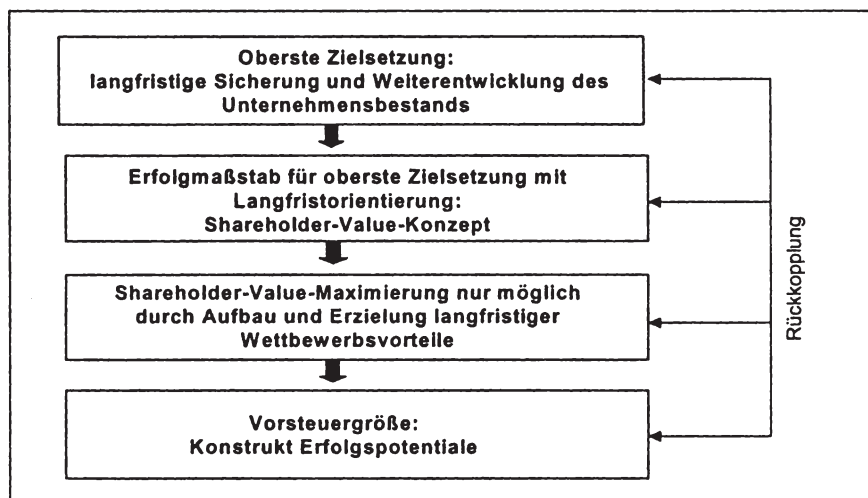 Oberste Zielsetzung:
langfristige Sicherung und Weiterentwicklung des
Unternehmensbestands
Erfolgmaßstab für oberste Zielsetzung mit
Langfristorientierung:
Shareholder-Value-Konzept
Shareholder-Value-Maximierung nur möglich
durch Aufbau und Erzielung langfristiger
Wettbewerbsvorteile
Vorsteuergröße:
Konstrukt Erfolgspotentiale
Rückkopplung